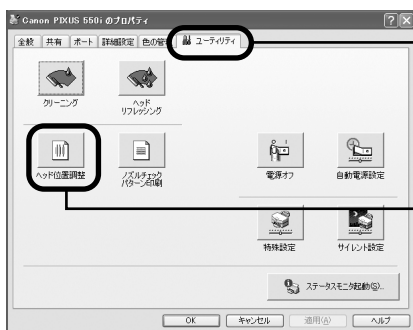 Canon PIXUS 550i のプロパティ
全般 共有 ポート 詳細設定 色の管理 ユーティリティ
クリーニング
ヘッド
リフレッシング
ヘッド位置調整
ノズルチェック
パターン印刷
電源オフ
自動電源設定
特殊設定
サイレント設定
ステータスモニタ起動(S)...
OK キャンセル 適用(A) ヘルプ